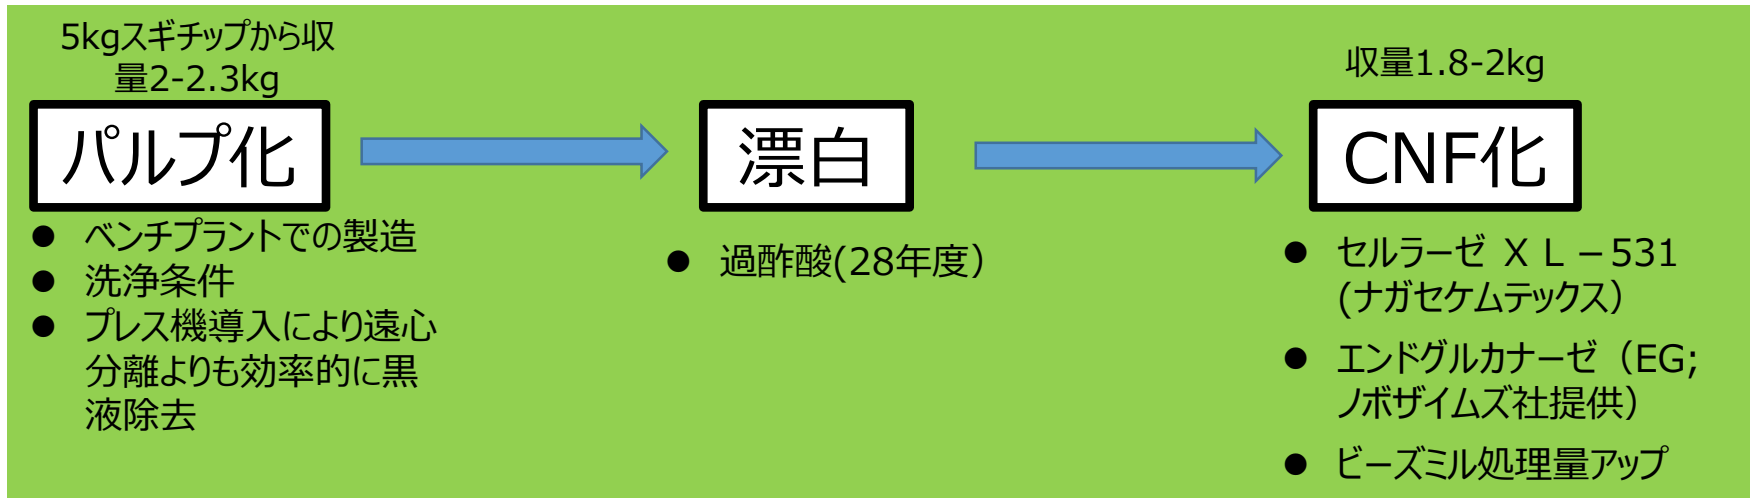 5kgスギチップから収
量2-2.3kg
パルプ化
● ベンチプラントでの製造
● 洗浄条件
● プレス機導入により遠心
分離よりも効率的に黒
液除去
漂白
● 過酢酸(28年度）
収量1.8-2kg
CNF化
● セルラーゼ ＸＬ－531
(ナガセケムテックス）
● エンドグルカナーゼ（EG;
ノボザイムズ社提供）
● ビーズミル処理量アップ